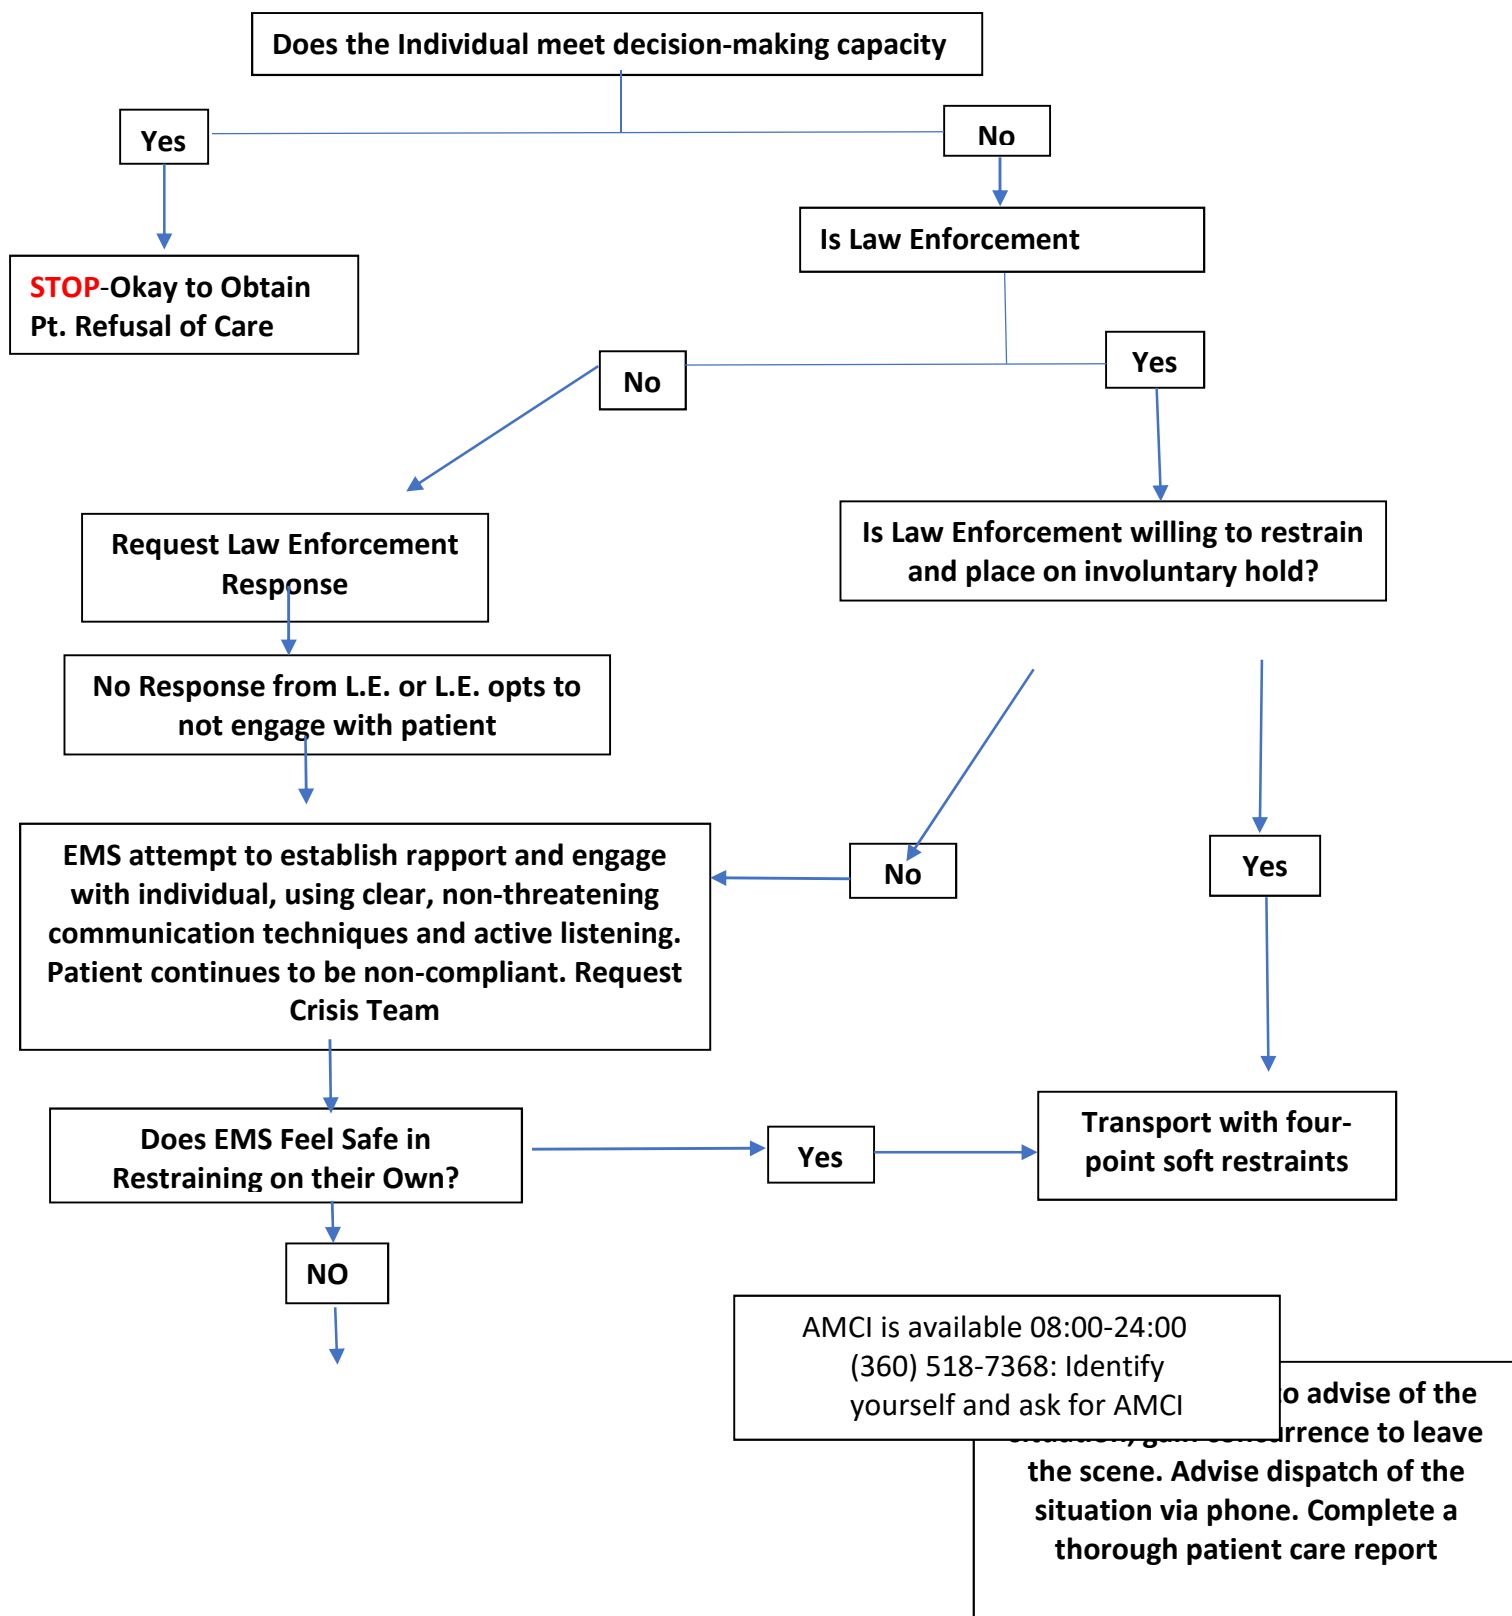 Does the Individual meet decision-making capacity
Yes
No
STOP-Okay to Obtain
Pt. Refusal of Care
Is Law Enforcement
No
Yes
Request Law Enforcement
Response
Is Law Enforcement willing to restrain
and place on involuntary hold?
No Response from L.E. or L.E. opts to
not engage with patient
EMS attempt to establish rapport and engage
with individual, using clear, non-threatening
communication techniques and active listening.
Patient continues to be non-compliant. Request
Crisis Team
No
Yes
Does EMS Feel Safe in
Restraining on their Own?
Yes
Transport with four-
point soft restraints
NO
AMCI is available 08:00-24:00
(360) 518-7368: Identify
yourself and ask for AMCI
advise of the
to leave
the scene. Advise dispatch of the
situation via phone. Complete a
thorough patient care report